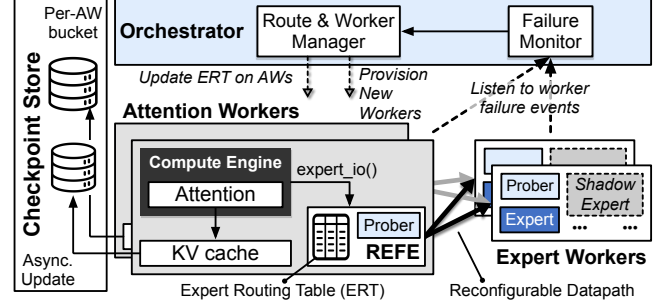 Per-AW
bucket
Checkpoint Store
Async.
Update
Orchestrator
Route & Worker
Manager
Failure
Monitor
Update ERT on AWs
Provision
New
Workers
Listen to worker
failure events
Attention Workers
Compute Engine
Attention
expert_io()
KV cache
Prober
REFE
Prober
Expert
Shadow
Expert
... ...
Expert Workers
Expert Routing Table (ERT)
Reconfigurable Datapath